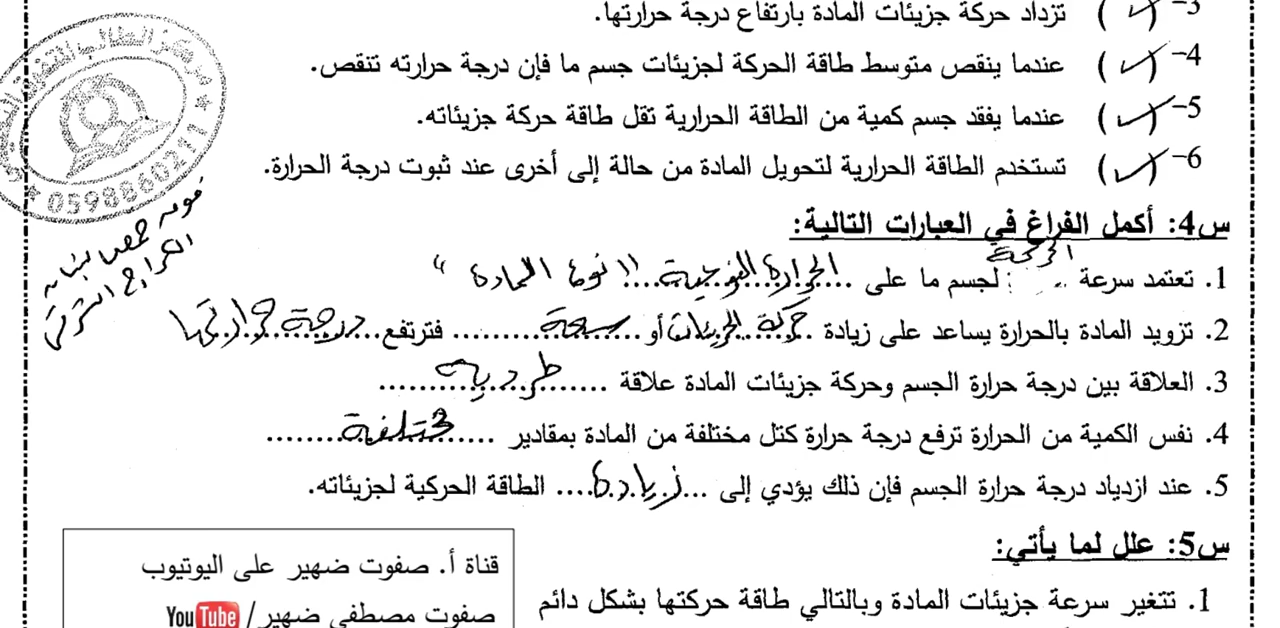 3- ( ✓ ) تزداد حركة جزيئات المادة بارتفاع درجة حرارتها.
4- ( ✓ ) عندما ينقص متوسط طاقة الحركة لجزيئات جسم ما فإن درجة حرارته تنقص.
5- ( ✓ ) عندما يفقد جسم كمية من الطاقة الحرارية تقل طاقة حركة جزيئاته.
6- ( ✓ ) تستخدم الطاقة الحرارية لتحويل المادة من حالة إلى أخرى عند ثبوت درجة الحرارة.
0598860211
س4: أكمل الفراغ في العبارات التالية:
1. تعتمد سرعة لجسم ما على ...الحرارة النوعية... "نوع المادة"
2. تزويد المادة بالحرارة يساعد على زيادة ...حركة الجزيئات... أو ...سعة... فترتفع...درجة حرارتها
3. العلاقة بين درجة حرارة الجسم وحركة جزيئات المادة علاقة ...طردية...
4. نفس الكمية من الحرارة ترفع درجة حرارة كتل مختلفة من المادة بمقادير ...مختلفة...
5. عند ازدياد درجة حرارة الجسم فإن ذلك يؤدي إلى ...زيادة... الطاقة الحركية لجزيئاته.
س5: علل لما يأتي:
1. تتغير سرعة جزيئات المادة وبالتالي طاقة حركتها بشكل دائم
قناة أ. صفوت ضهير على اليوتيوب
صفوت مصطفى ضهير/ YouTube